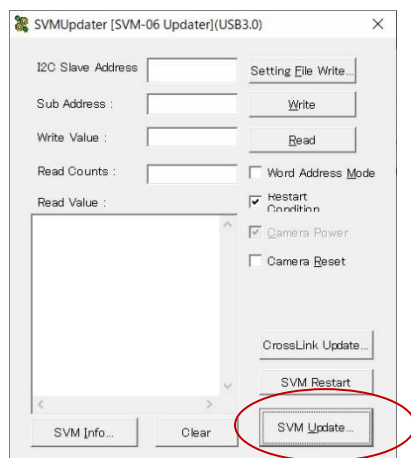 SVMUpdater [SVM-06 Updater](USB3.0)
I2C Slave Address
Setting File Write...
Sub Address :
Write
Write Value :
Read
Read Counts :
Word Address Mode
Read Value :
Restart
Condition
Camera Power
Camera Reset
CrossLink Update...
SVM Restart
SVM Info...
Clear
SVM Update...